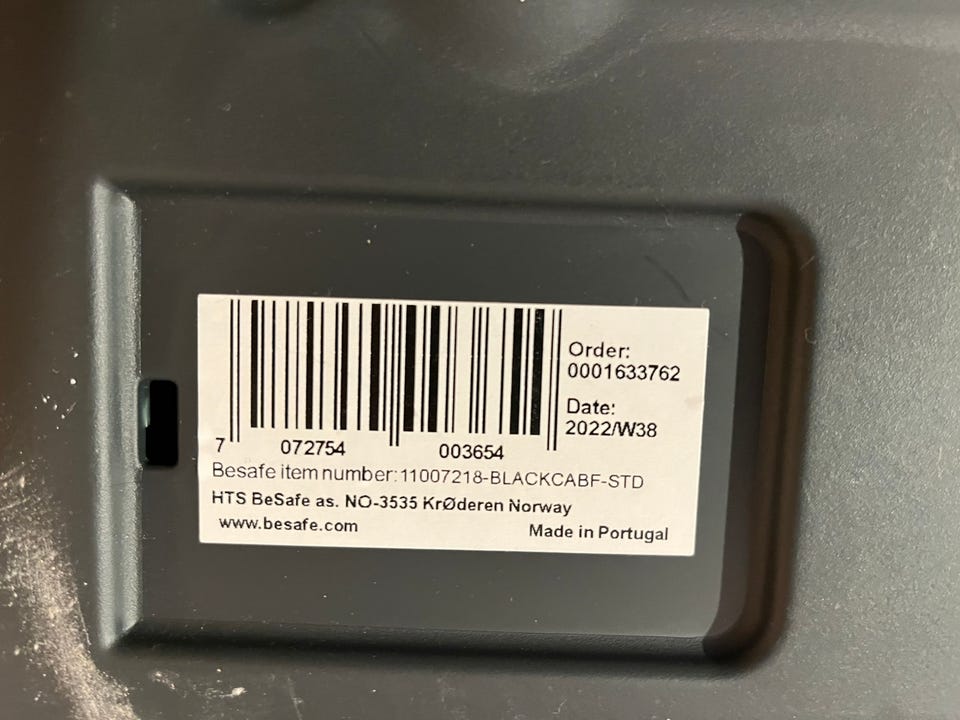 Order:
0001633762
Date:
2022/W38
7 072754 003654
Besafe item number:11007218-BLACKCABF-STD
HTS BeSafe as. NO-3535 KrØderen Norway
www.besafe.com Made in Portugal